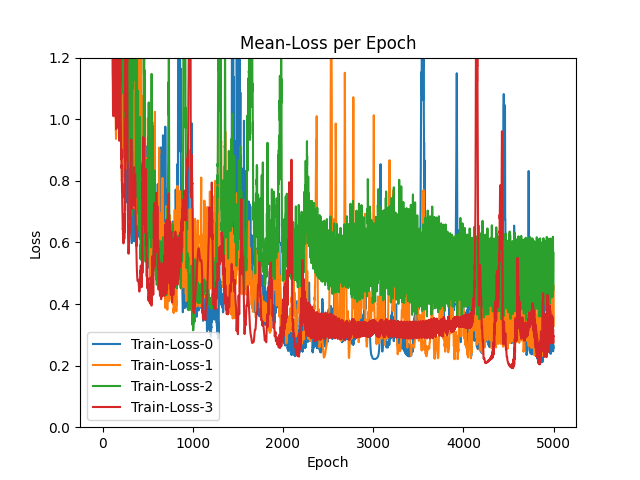 Mean-Loss per Epoch
1.2
1.0
0.8
0.6
0.4
0.2
0.0
Loss
Train-Loss-0
Train-Loss-1
Train-Loss-2
Train-Loss-3
0 1000 2000 3000 4000 5000
Epoch